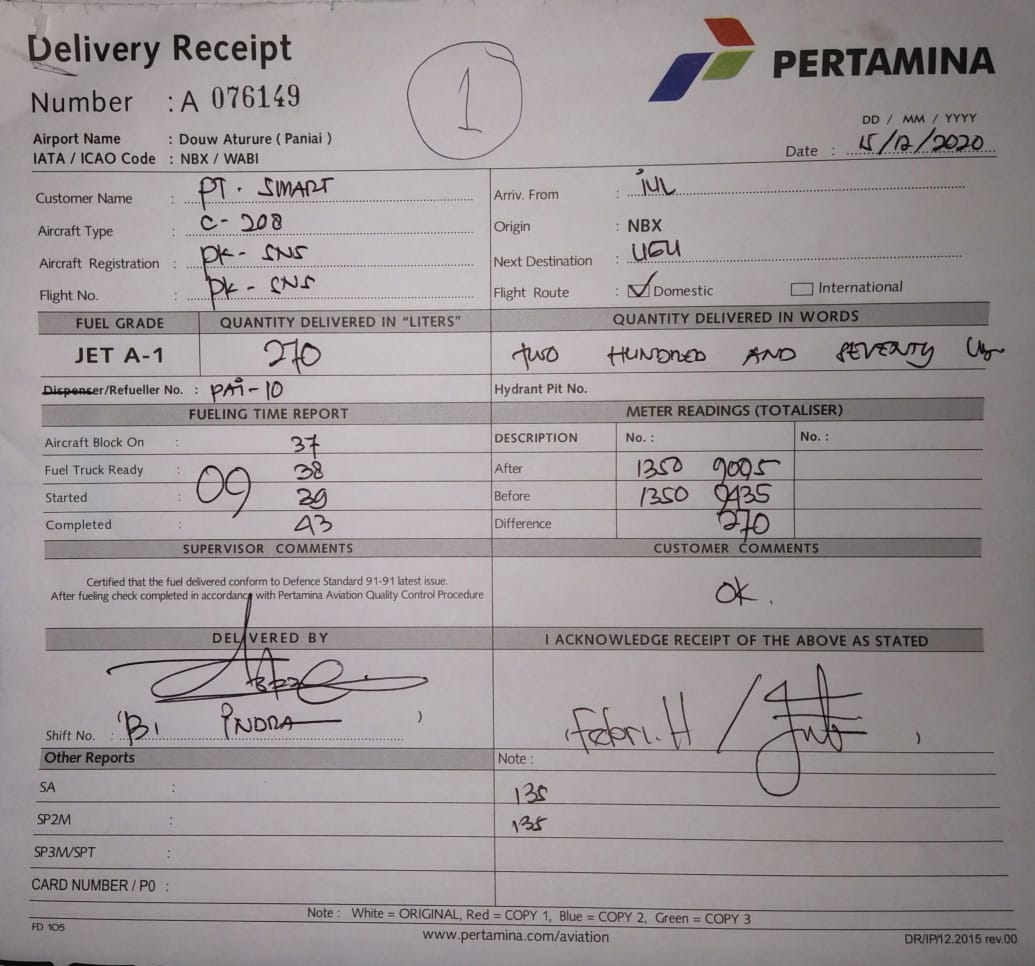 Delivery Receipt
1
PERTAMINA
Number : A 076149
DD / MM / YYYY
Airport Name : Douw Aturure ( Paniai )
IATA / ICAO Code : NBX / WABI
Date : 15/12/2020
Customer Name : PT. SMART
Arriv. From : iUL
Aircraft Type : C-208
Origin : NBX
Aircraft Registration : PK-SNS
Next Destination : UGU
Flight No. : PK-SNS
Flight Route : Domestic International
FUEL GRADE QUANTITY DELIVERED IN "LITERS" QUANTITY DELIVERED IN WORDS
JET A-1 270 TWO HUNDRED AND SEVENTY
Dispenser/Refueller No. : PAI-10 Hydrant Pit No.
FUELING TIME REPORT METER READINGS (TOTALISER)
Aircraft Block On : 37 DESCRIPTION No. : No. :
Fuel Truck Ready : 38 After 1350 9005
09
Started : 39 Before 1350 9435
Completed : 43 Difference 270
SUPERVISOR COMMENTS CUSTOMER COMMENTS
Certified that the fuel delivered conform to Defence Standard 91-91 latest issue.
After fueling check completed in accordance with Pertamina Aviation Quality Control Procedure
OK.
DELIVERED BY I ACKNOWLEDGE RECEIPT OF THE ABOVE AS STATED
Shift No. : INDRA
Febri. H /
Other Reports Note :
SA : 135
SP2M : 135
SP3M/SPT :
CARD NUMBER / P0 :
Note : White = ORIGINAL, Red = COPY 1, Blue = COPY 2, Green = COPY 3
FD 105
www.pertamina.com/aviation
DR/IP/12.2015 rev.00